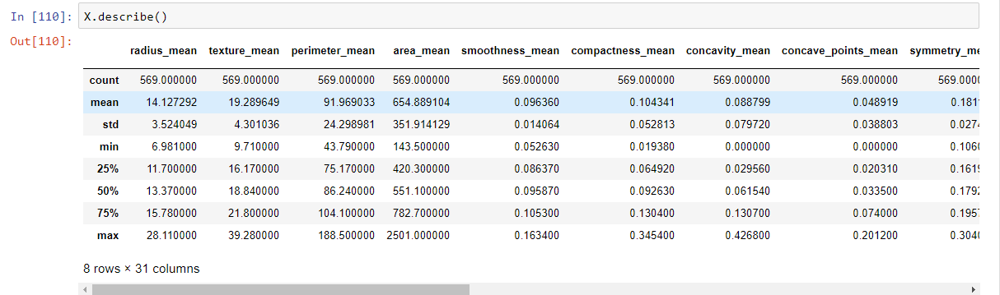 In [110]: X.describe()
Out[110]:
radius_mean texture_mean perimeter_mean area_mean smoothness_mean compactness_mean concavity_mean concave_points_mean symmetry_me
count 569.000000 569.000000 569.000000 569.000000 569.000000 569.000000 569.000000 569.000000 569.000
mean 14.127292 19.289649 91.969033 654.889104 0.096360 0.104341 0.088799 0.048919 0.181
std 3.524049 4.301036 24.298981 351.914129 0.014064 0.052813 0.079720 0.038803 0.027
min 6.981000 9.710000 43.790000 143.500000 0.052630 0.019380 0.000000 0.000000 0.106
25% 11.700000 16.170000 75.170000 420.300000 0.086370 0.064920 0.029560 0.020310 0.161
50% 13.370000 18.840000 86.240000 551.100000 0.095870 0.092630 0.061540 0.033500 0.179
75% 15.780000 21.800000 104.100000 782.700000 0.105300 0.130400 0.130700 0.074000 0.195
max 28.110000 39.280000 188.500000 2501.000000 0.163400 0.345400 0.426800 0.201200 0.304
8 rows × 31 columns